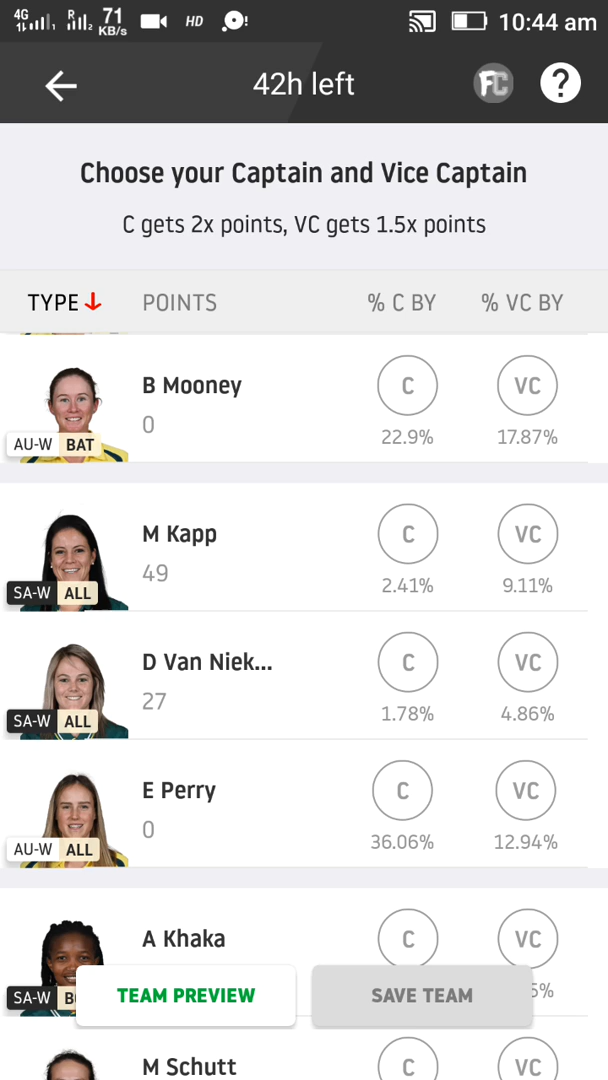 4G R 71 KB/s HD 10:44 am
42h left FC ?
Choose your Captain and Vice Captain
C gets 2x points, VC gets 1.5x points
TYPE POINTS % C BY % VC BY
B Mooney C VC
0
AU-W BAT 22.9% 17.87%
M Kapp C VC
49
SA-W ALL 2.41% 9.11%
D Van Niek... C VC
27
SA-W ALL 1.78% 4.86%
E Perry C VC
0
AU-W ALL 36.06% 12.94%
A Khaka C VC
SA-W TEAM PREVIEW SAVE TEAM
M Schutt C VC